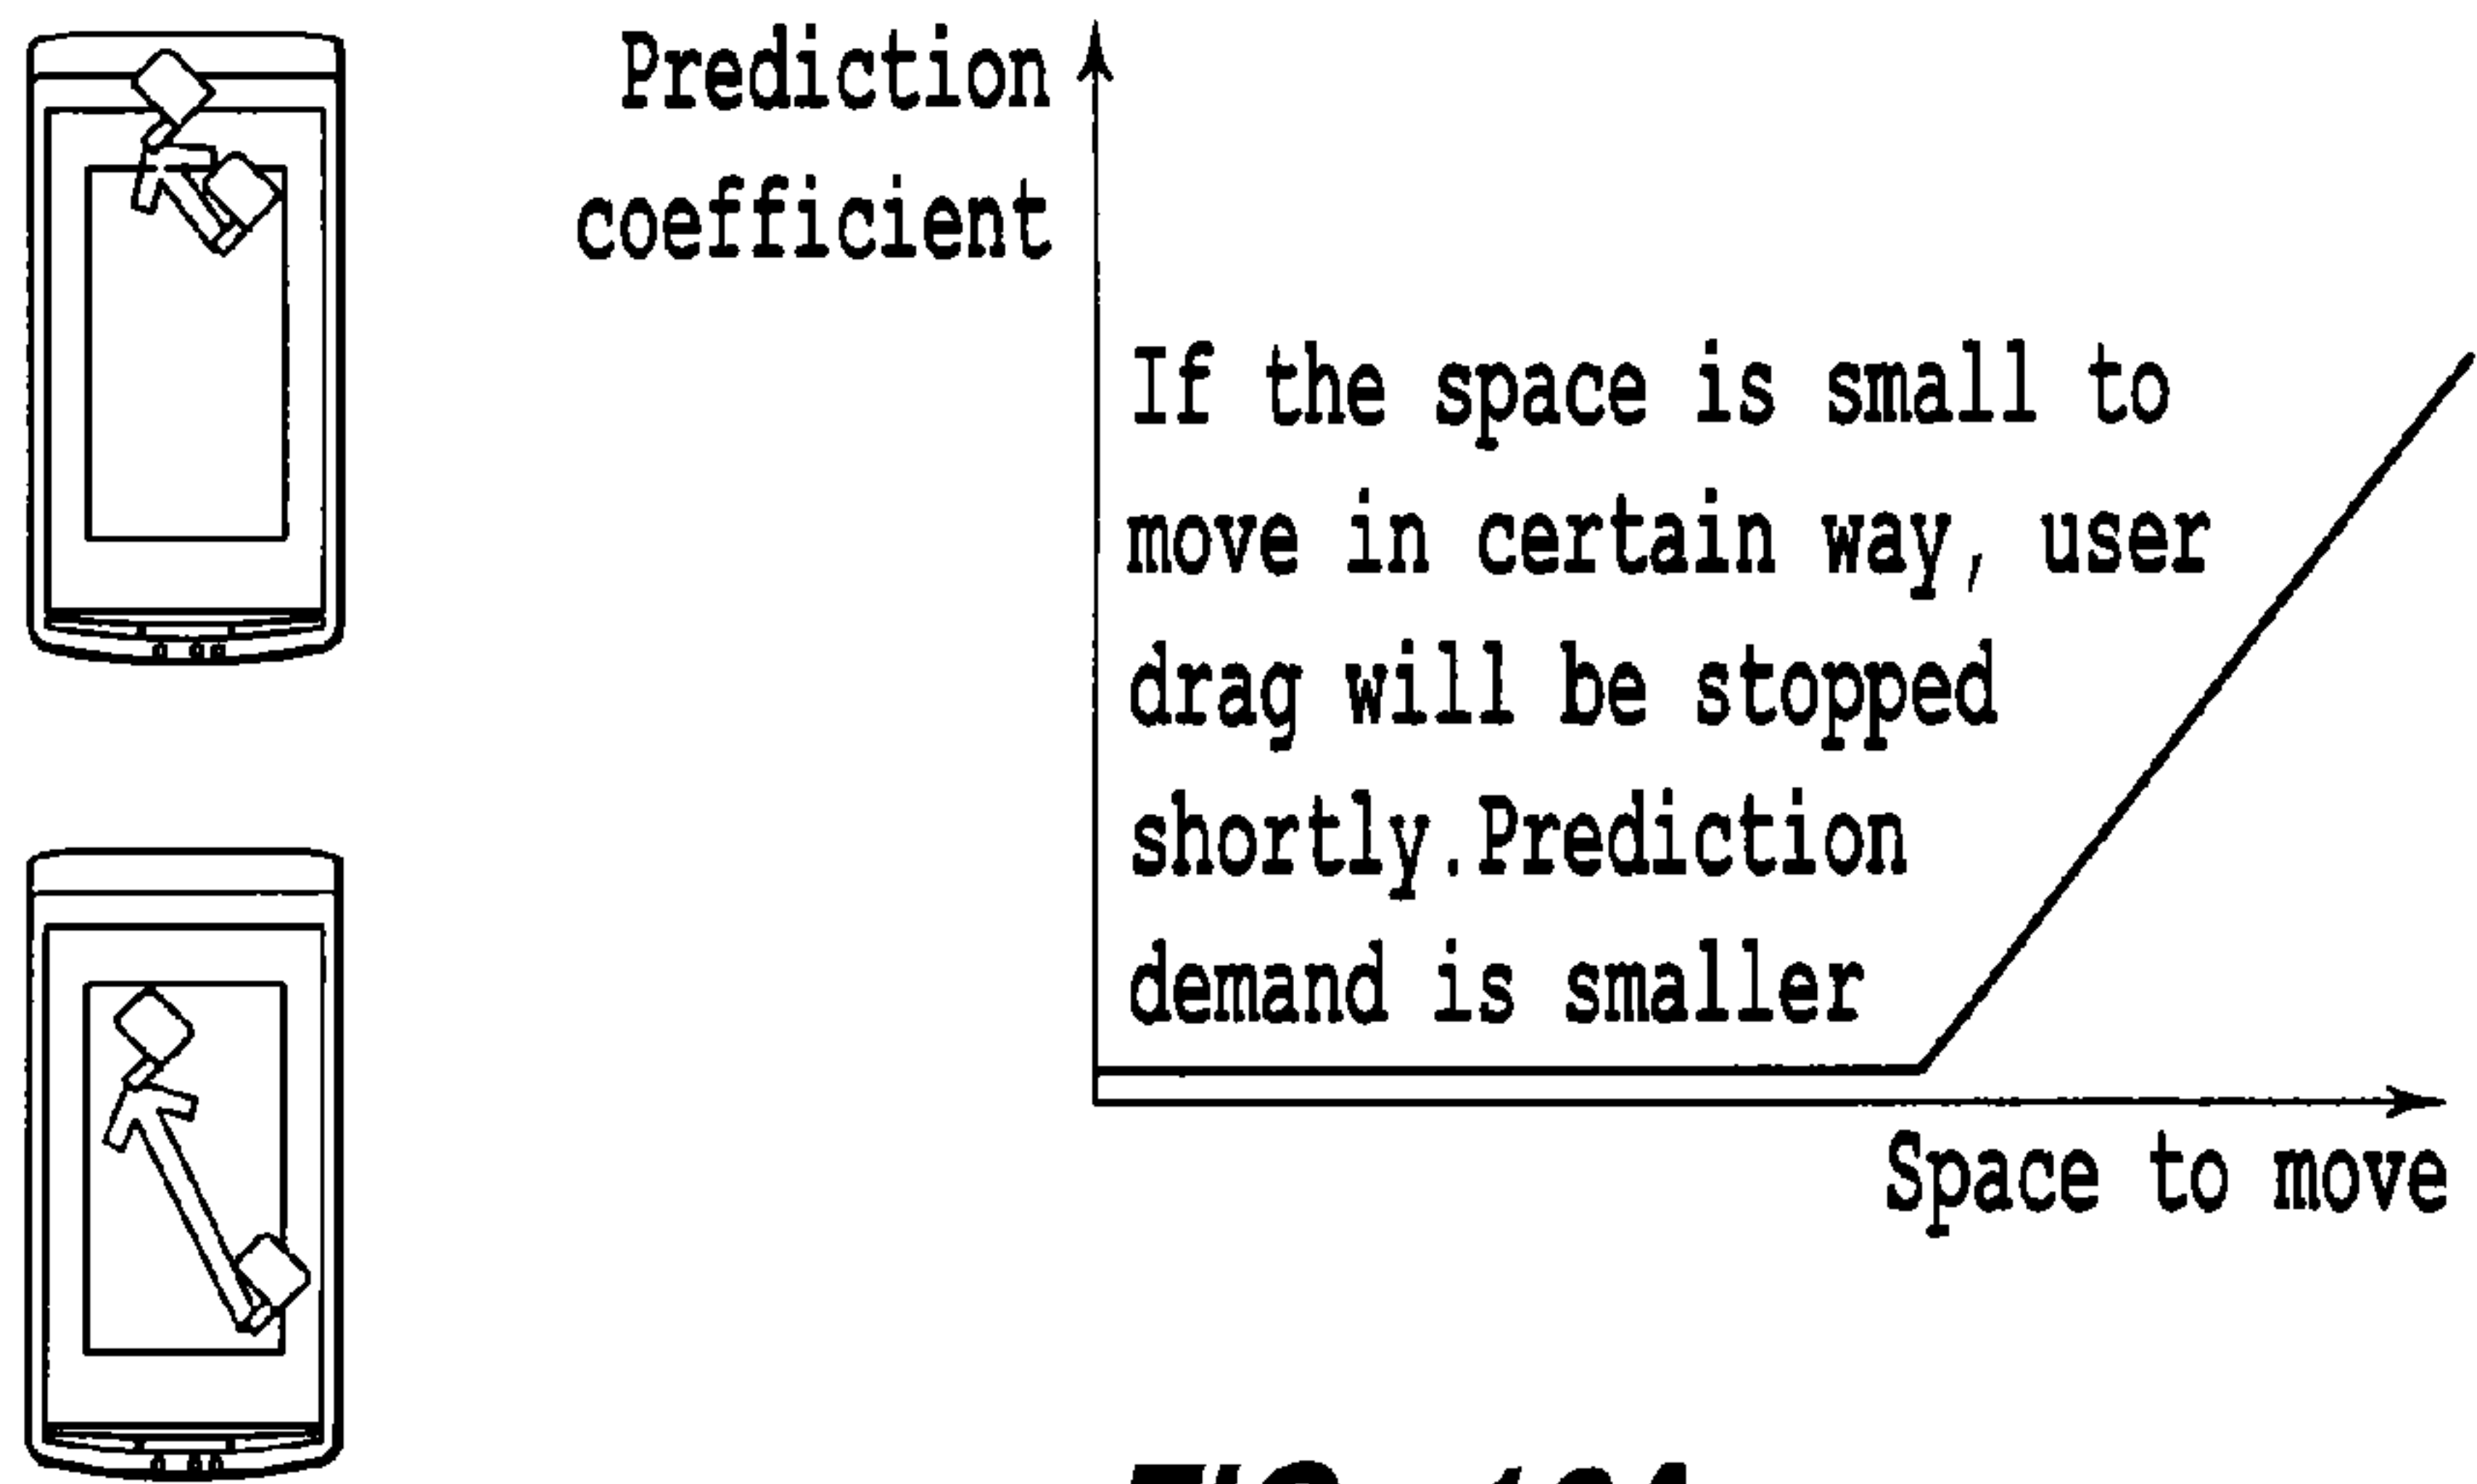 Prediction
coefficient
If the space is small to
move in certain way, user
drag will be stopped
shortly.Prediction
demand is smaller
Space to move